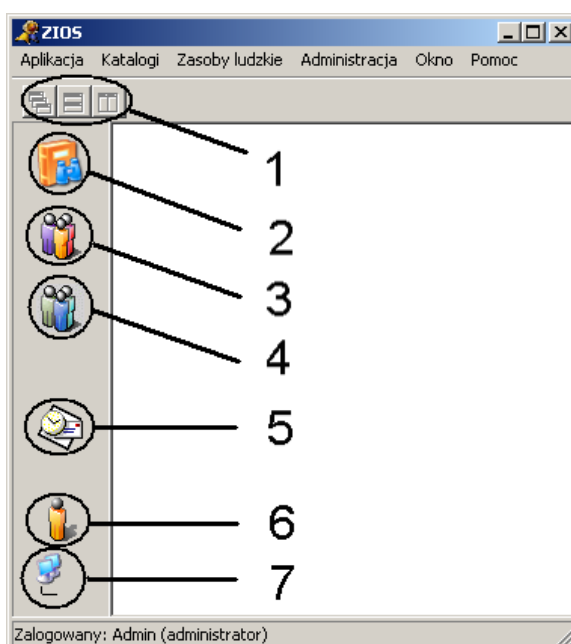 ZIOS
Aplikacja Katalogi Zasoby ludzkie Administracja Okno Pomoc
1
2
3
4
5
6
7
Zalogowany: Admin (administrator)